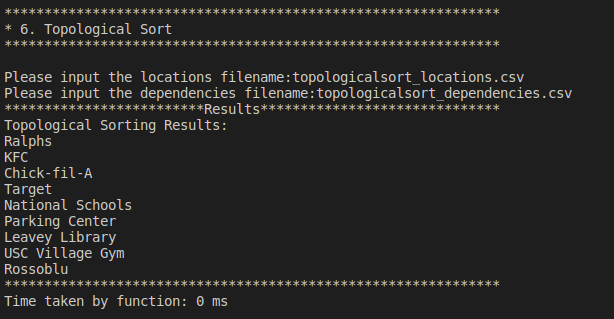 **************************************************************
* 6. Topological Sort
**************************************************************
Please input the locations filename:topologicalsort_locations.csv
Please input the dependencies filename:topologicalsort_dependencies.csv
*************************Results******************************
Topological Sorting Results:
Ralphs
KFC
Chick-fil-A
Target
National Schools
Parking Center
Leavey Library
USC Village Gym
Rossoblu
**************************************************************
Time taken by function: 0 ms